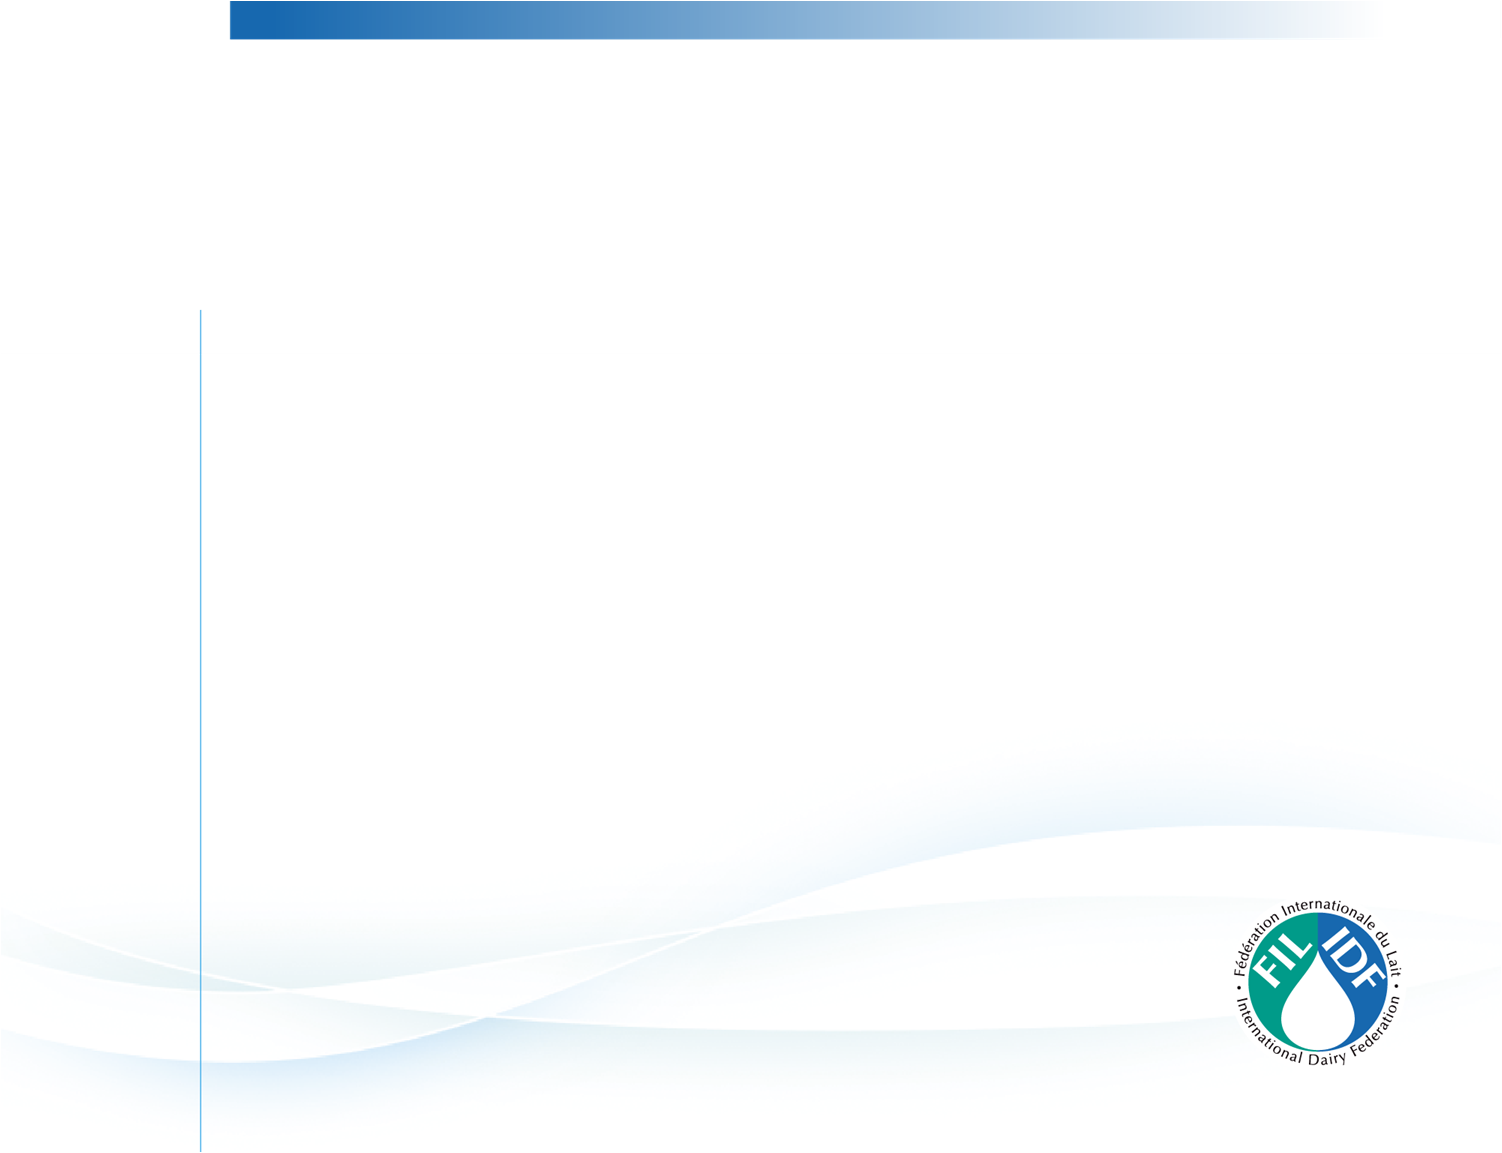 Fédération Internationale du Lait
FIL IDF
International Dairy Federation